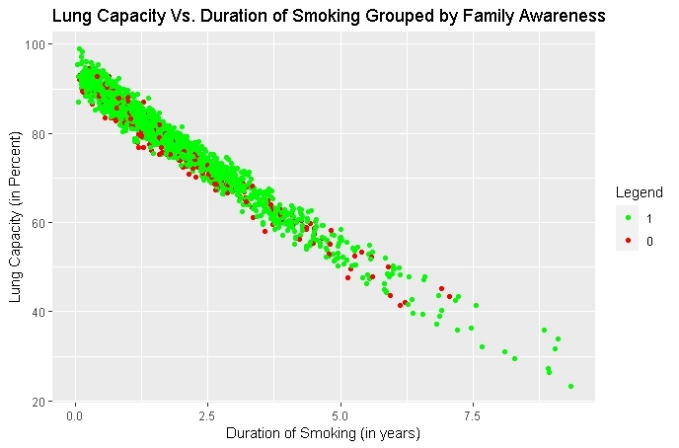 Lung Capacity Vs. Duration of Smoking Grouped by Family Awareness
100
80
60
40
20
Lung Capacity (in Percent)
0.0 2.5 5.0 7.5
Duration of Smoking (in years)
Legend
1
0